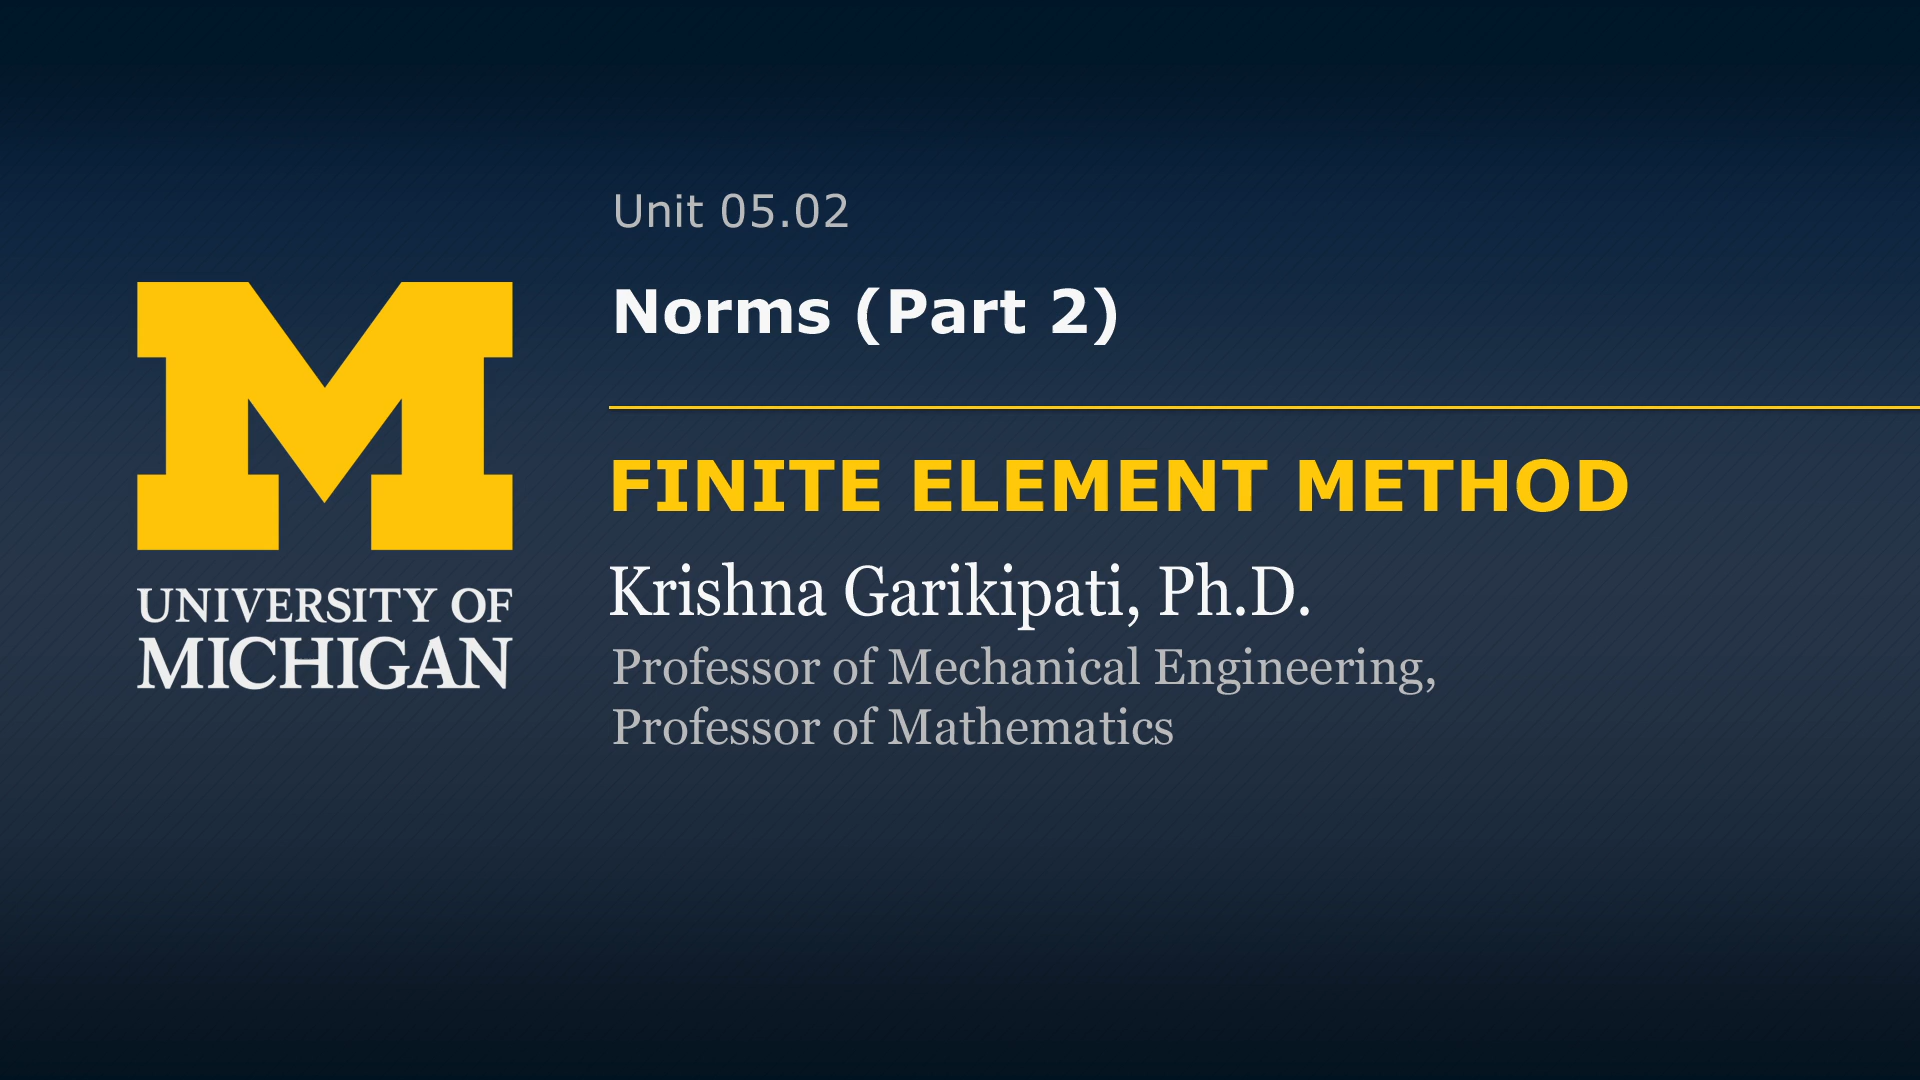 Unit 05.02
Norms (Part 2)
FINITE ELEMENT METHOD
Krishna Garikipati, Ph.D.
Professor of Mechanical Engineering,
Professor of Mathematics
M
UNIVERSITY OF
MICHIGAN